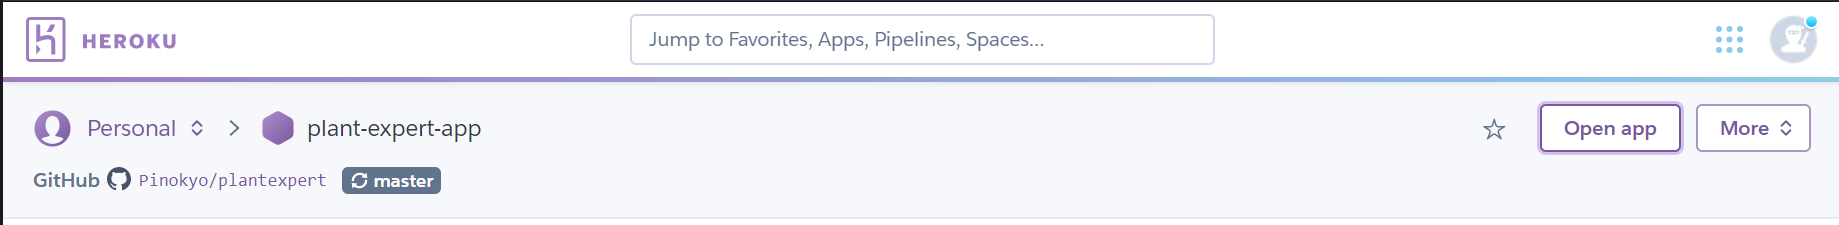 HEROKU
Jump to Favorites, Apps, Pipelines, Spaces...
Personal > plant-expert-app
Open app
More
GitHub Pinokyo/plantexpert master